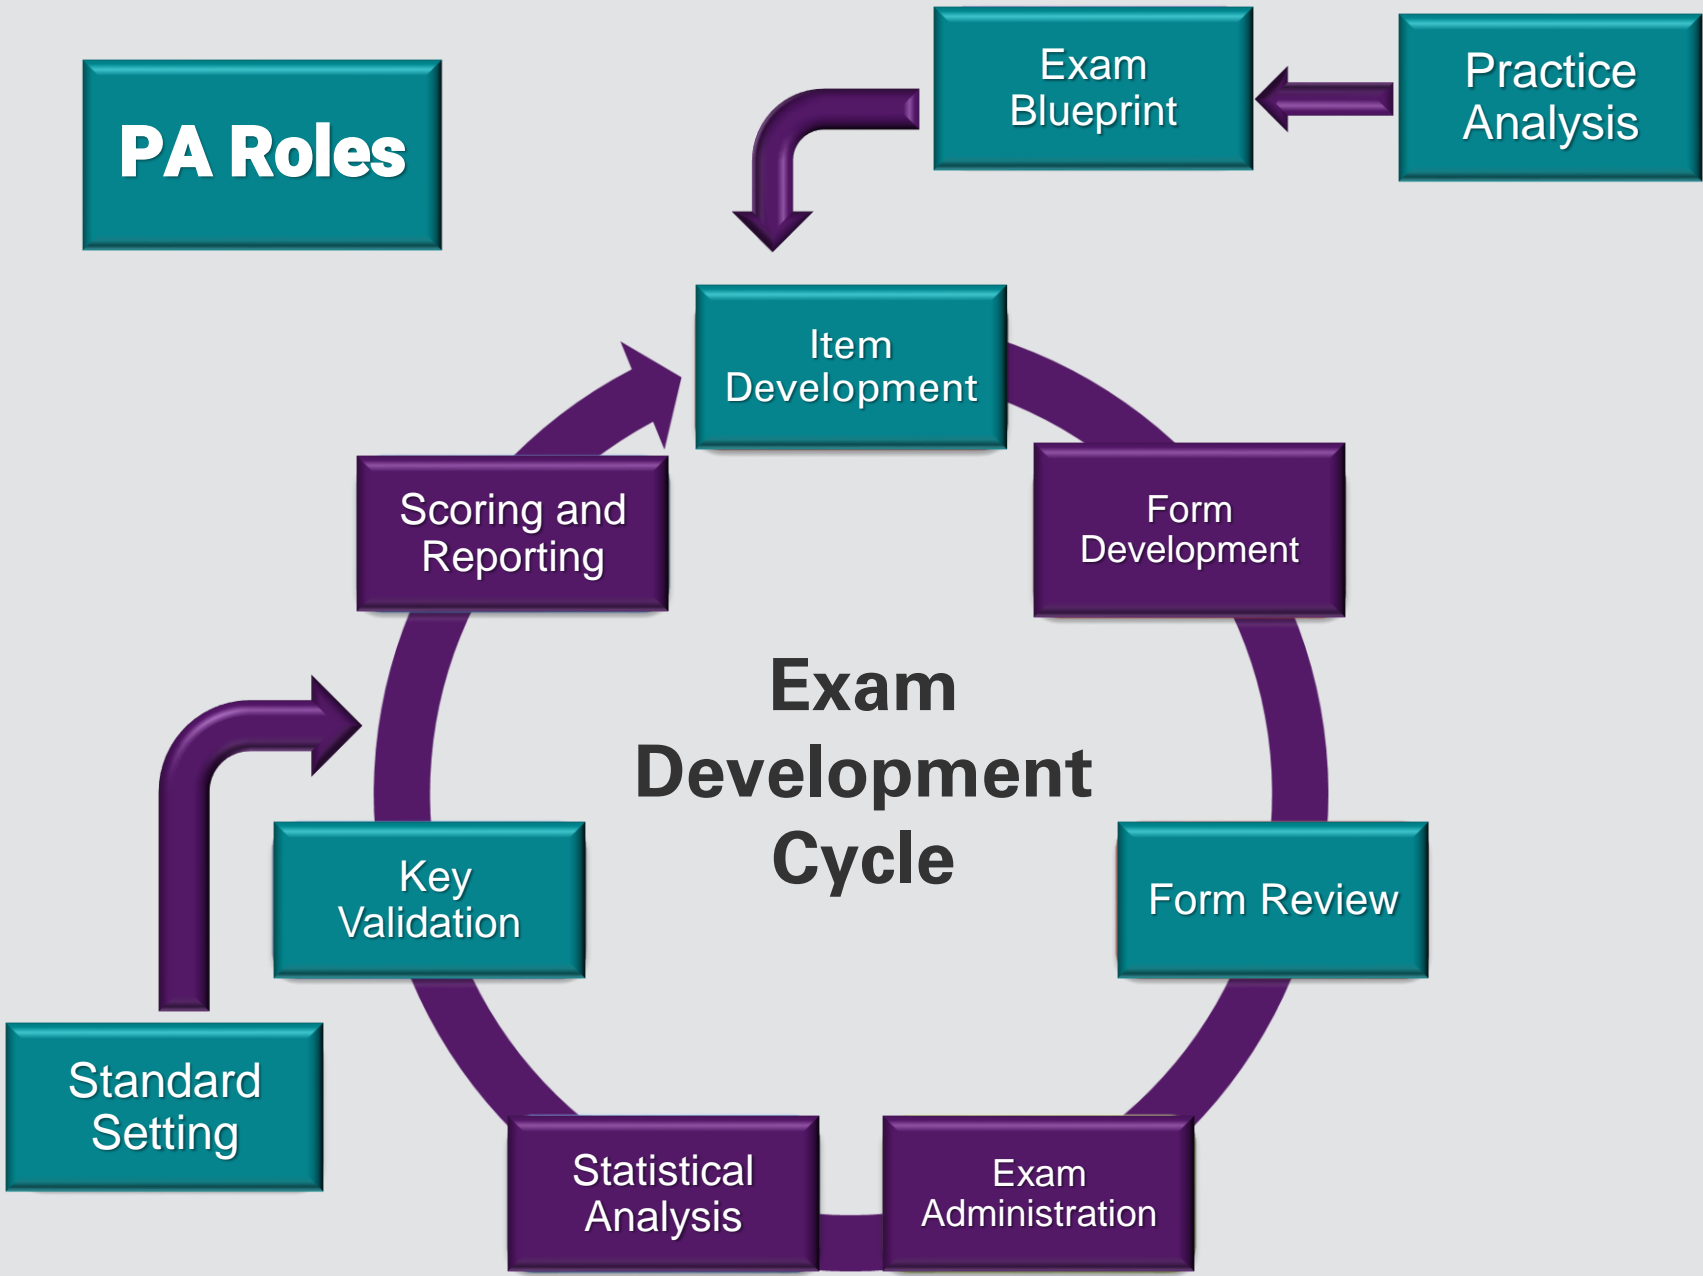 PA Roles
Exam
Blueprint
Practice
Analysis
Item
Development
Scoring and
Reporting
Form
Development
Exam
Development
Cycle
Key
Validation
Form Review
Standard
Setting
Statistical
Analysis
Exam
Administration